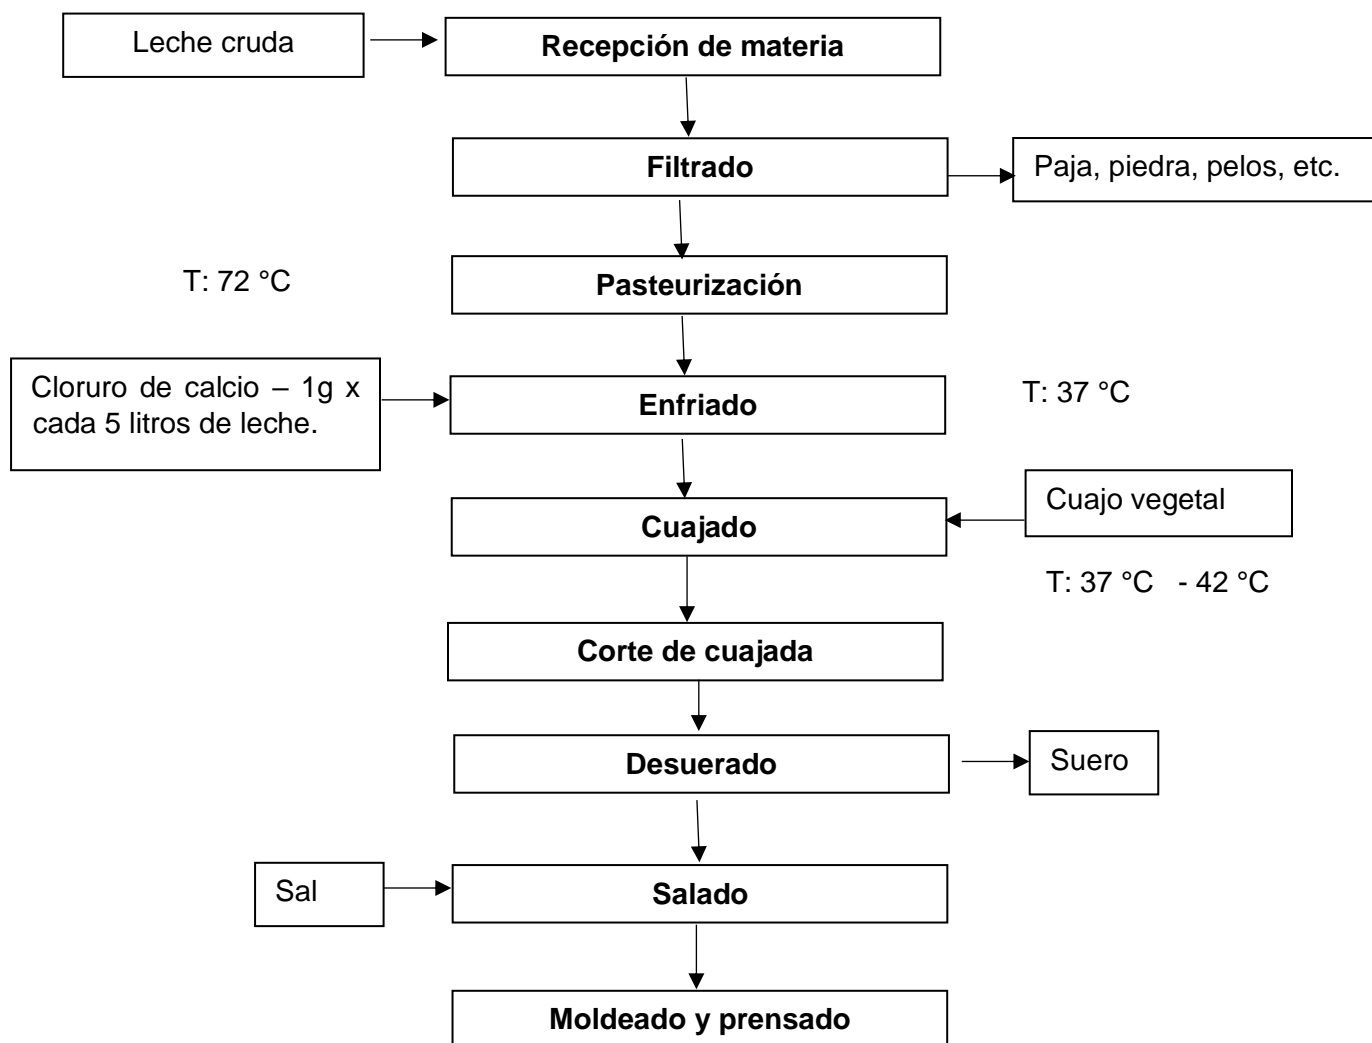 Leche cruda
Recepción de materia
Filtrado
Paja, piedra, pelos, etc.
T: 72 °C
Pasteurización
Cloruro de calcio – 1g x
cada 5 litros de leche.
Enfriado
T: 37 °C
Cuajado
Cuajo vegetal
T: 37 °C - 42 °C
Corte de cuajada
Desuerado
Suero
Sal
Salado
Moldeado y prensado